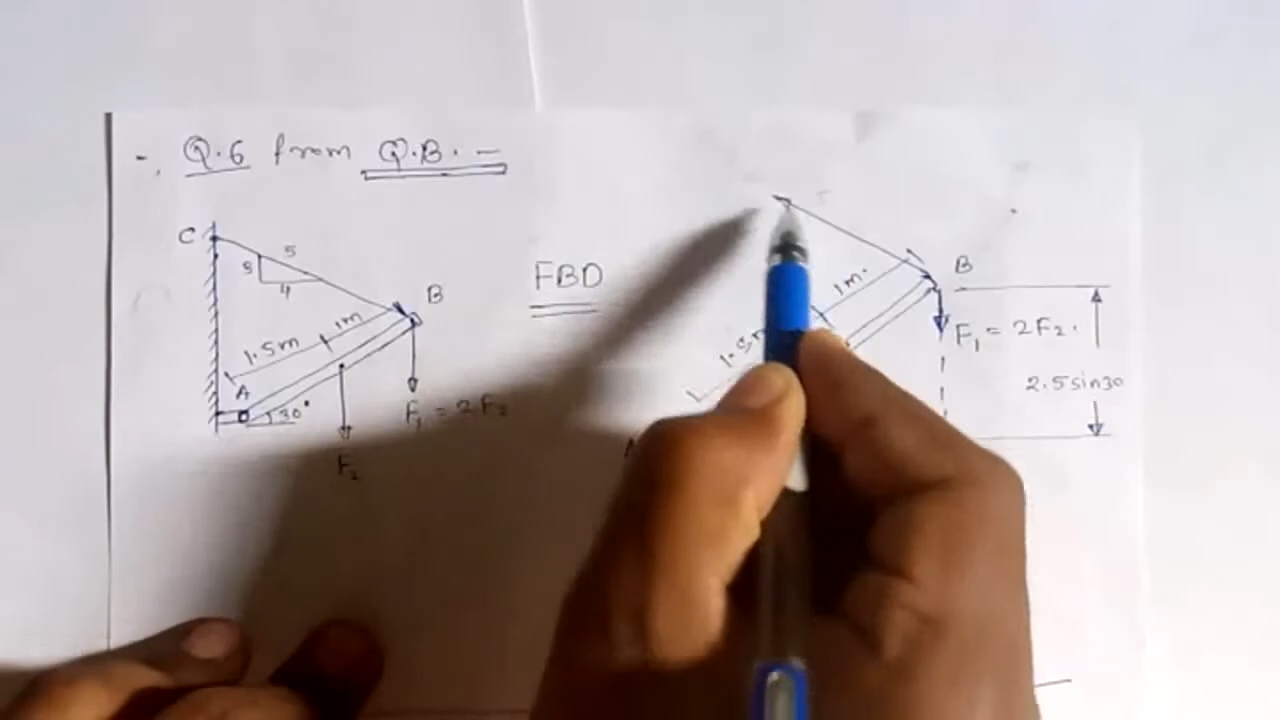 Q.6 from Q.B. -
C
5
3
4
B
1m
1.5m
A
30°
F1 = 2F2
F2
FBD
B
1m.
F1 = 2F2.
2.5sin30